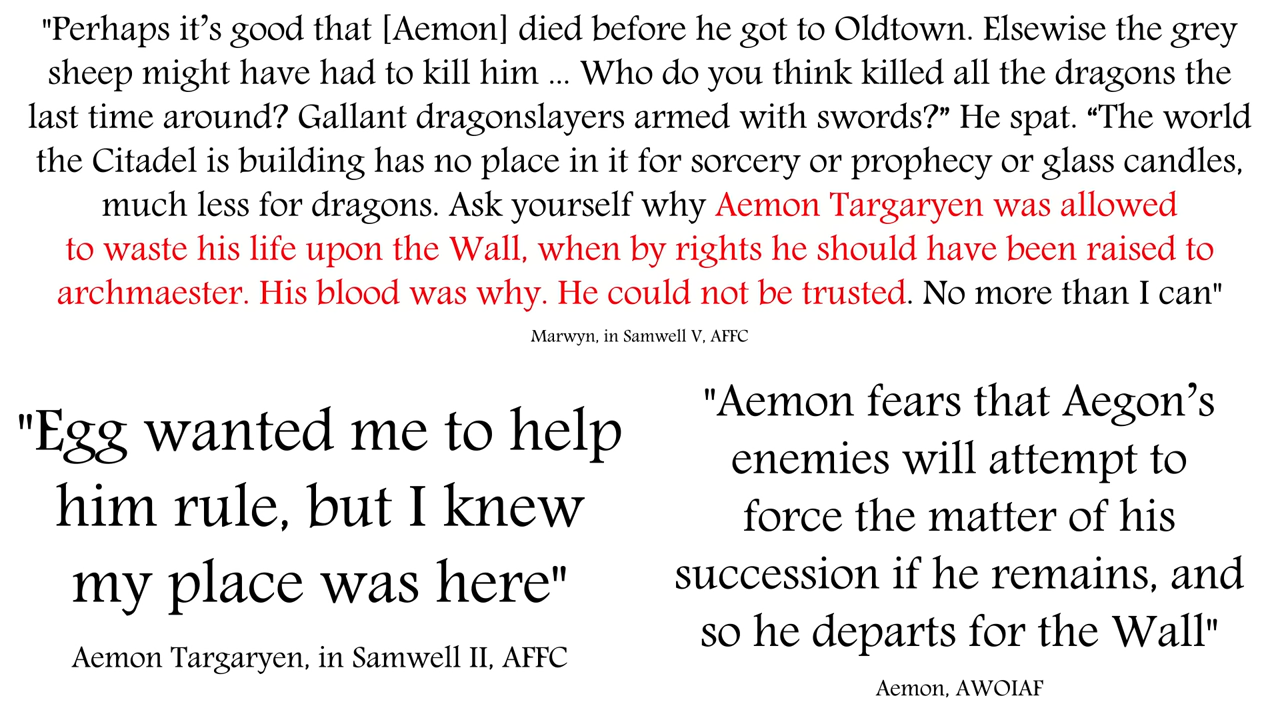 "Perhaps it’s good that [Aemon] died before he got to Oldtown. Elsewise the grey
sheep might have had to kill him ... Who do you think killed all the dragons the
last time around? Gallant dragonslayers armed with swords?” He spat. “The world
the Citadel is building has no place in it for sorcery or prophecy or glass candles,
much less for dragons. Ask yourself why Aemon Targaryen was allowed
to waste his life upon the Wall, when by rights he should have been raised to
archmaester. His blood was why. He could not be trusted. No more than I can"
Marwyn, in Samwell V, AFFC
"Egg wanted me to help
him rule, but I knew
my place was here"
Aemon Targaryen, in Samwell II, AFFC
"Aemon fears that Aegon’s
enemies will attempt to
force the matter of his
succession if he remains, and
so he departs for the Wall"
Aemon, AWOIAF